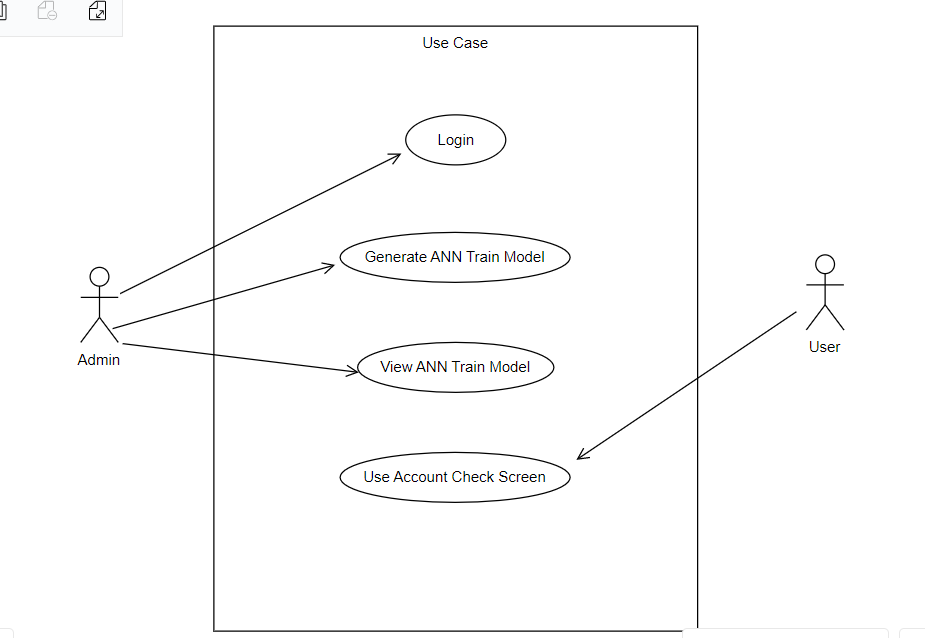 Use Case
Login
Generate ANN Train Model
View ANN Train Model
Use Account Check Screen
Admin
User